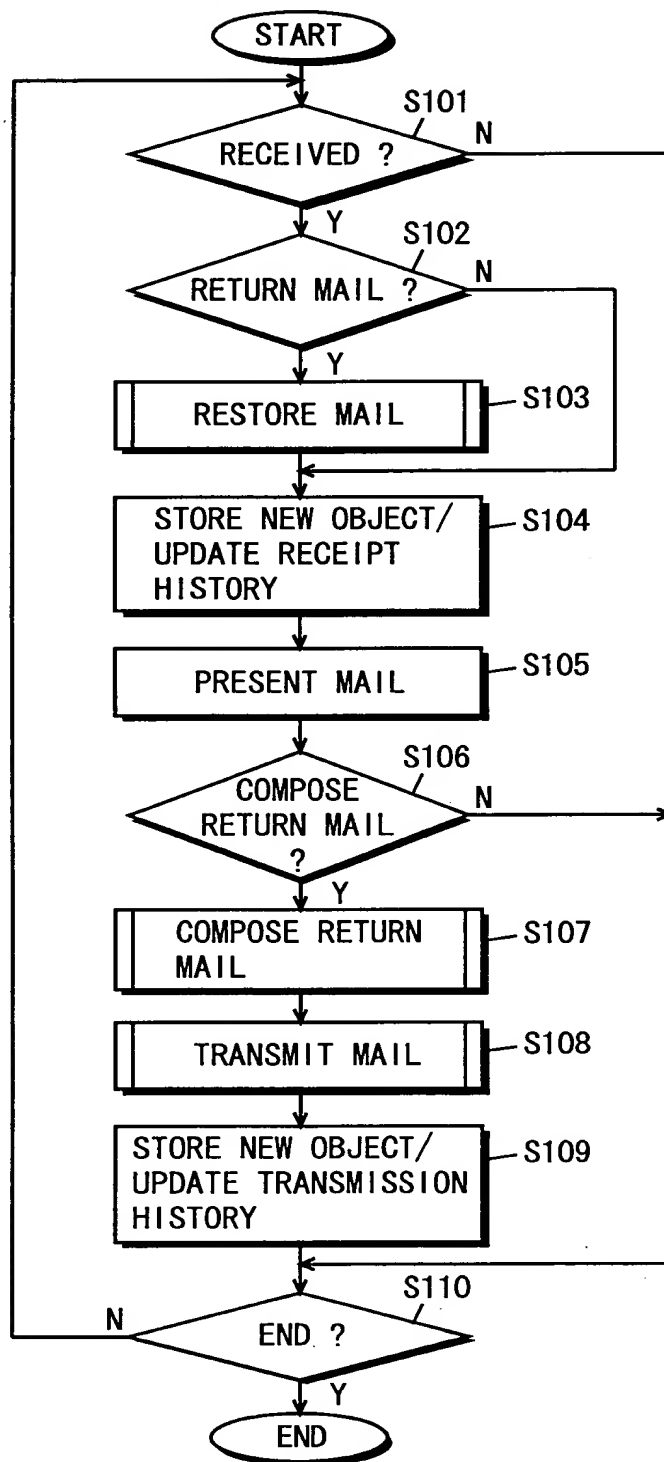 START
S101
RECEIVED ?
N
Y
S102
RETURN MAIL ?
N
Y
RESTORE MAIL
S103
STORE NEW OBJECT/
UPDATE RECEIPT
HISTORY
S104
PRESENT MAIL
S105
S106
COMPOSE
RETURN MAIL
?
N
Y
COMPOSE RETURN
MAIL
S107
TRANSMIT MAIL
S108
STORE NEW OBJECT/
UPDATE TRANSMISSION
HISTORY
S109
S110
N
END ?
Y
END